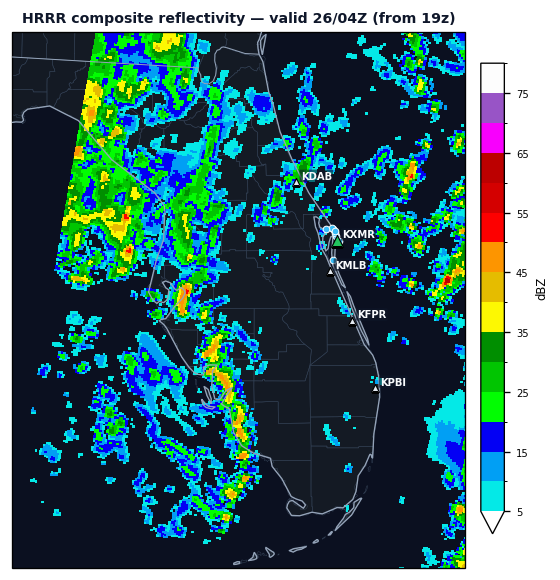 HRRR composite reflectivity — valid 26/04Z (from 19z)
KDAB
KXMR
KMLB
KFPR
KPBI
75
65
55
45
35
25
15
5
dBZ